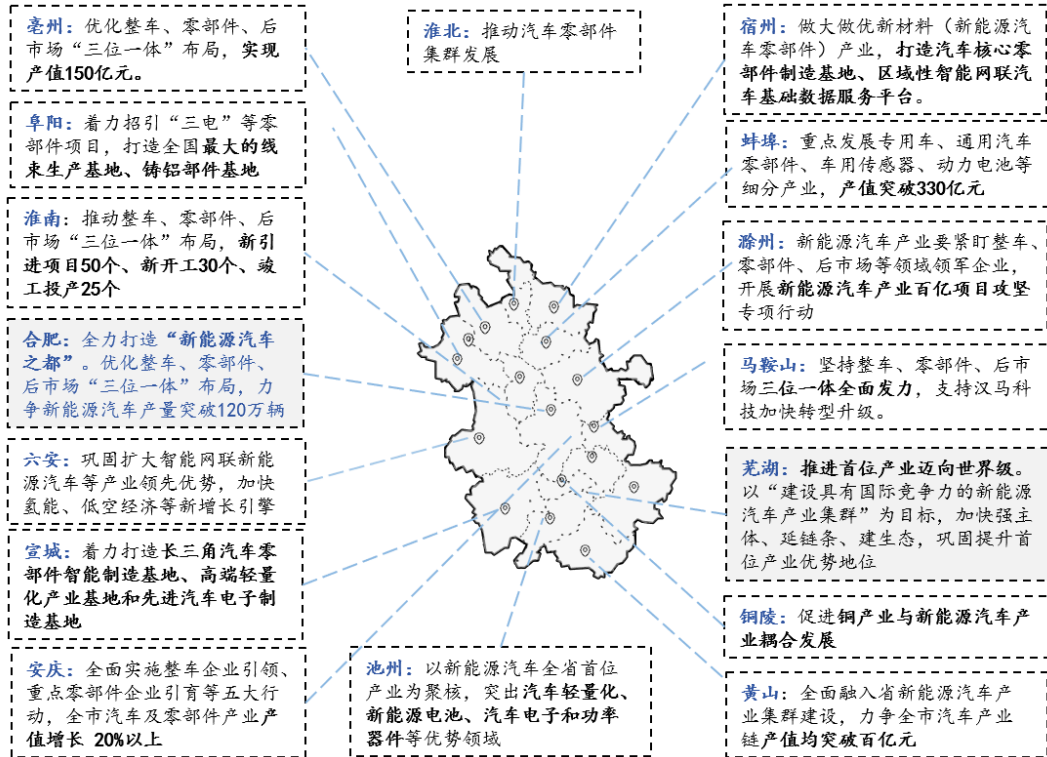 亳州：优化整车、零部件、后
市场“三位一体”布局，实现
产值150亿元。
阜阳：着力招引“三电”等零
部件项目，打造全国最大的线
束生产基地、铸铝部件基地
淮南：推动整车、零部件、后
市场“三位一体”布局，新引
进项目50个、新开工30个、竣
工投产25个
合肥：全力打造“新能源汽车
之都”。优化整车、零部件、
后市场“三位一体”布局，力
争新能源汽车产量突破120万辆
六安：巩固扩大智能网联新能
源汽车等产业领先优势，加快
氢能、低空经济等新增长引擎
宣城：着力打造长三角汽车零
部件智能制造基地、高端轻量
化产业基地和先进汽车电子制
造基地
安庆：全面实施整车企业引领、
重点零部件企业引育等五大行
动，全市汽车及零部件产业产
值增长 20%以上
淮北：推动汽车零部件
集群发展
池州：以新能源汽车全省首位
产业为聚核，突出汽车轻量化、
新能源电池、汽车电子和功率
器件等优势领域
宿州：做大做优新材料（新能源汽
车零部件）产业，打造汽车核心零
部件制造基地、区域性智能网联汽
车基础数据服务平台。
蚌埠：重点发展专用车、通用汽车
零部件、车用传感器、动力电池等
细分产业，产值突破330亿元
滁州：新能源汽车产业要紧盯整车、
零部件、后市场等领域领军企业，
开展新能源汽车产业百亿项目攻坚
专项行动
马鞍山：坚持整车、零部件、后市
场三位一体全面发力，支持汉马科
技加快转型升级。
芜湖：推进首位产业迈向世界级。
以“建设具有国际竞争力的新能源
汽车产业集群”为目标，加快强主
体、延链条、建生态，巩固提升首
位产业优势地位
铜陵：促进铜产业与新能源汽车产
业耦合发展
黄山：全面融入省新能源汽车产
业集群建设，力争全市汽车产业
链产值均突破百亿元